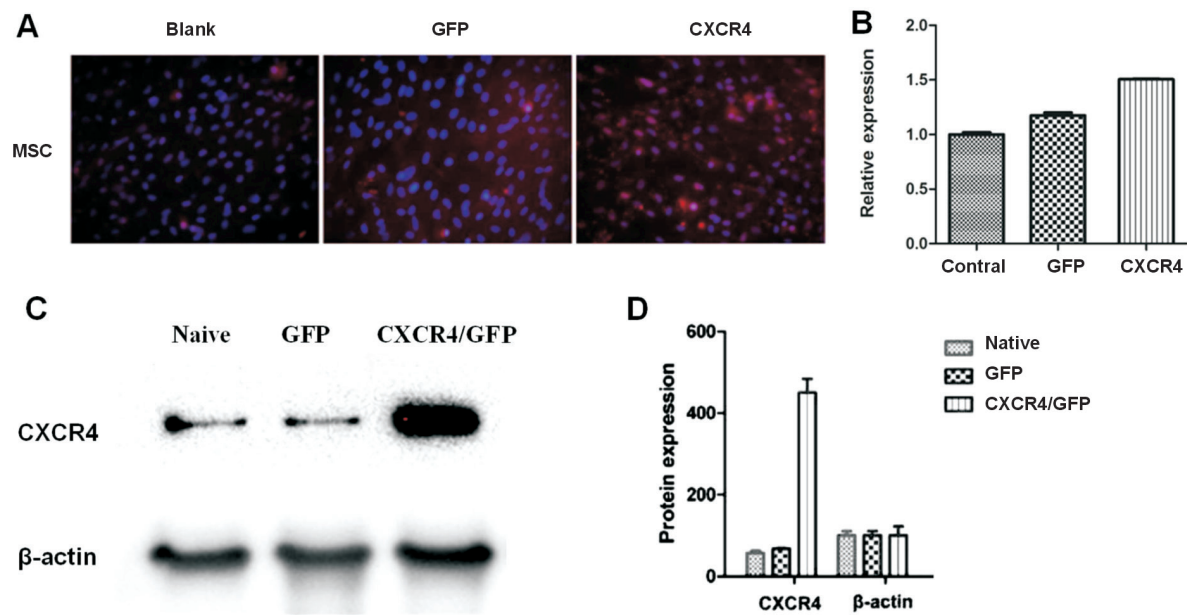 A
Blank
GFP
CXCR4
MSC
B
Relative expression
2.0
1.5
1.0
0.5
0.0
Contral
GFP
CXCR4
C
Naive
GFP
CXCR4/GFP
CXCR4
β-actin
D
Protein expression
600
400
200
0
CXCR4
β-actin
Native
GFP
CXCR4/GFP